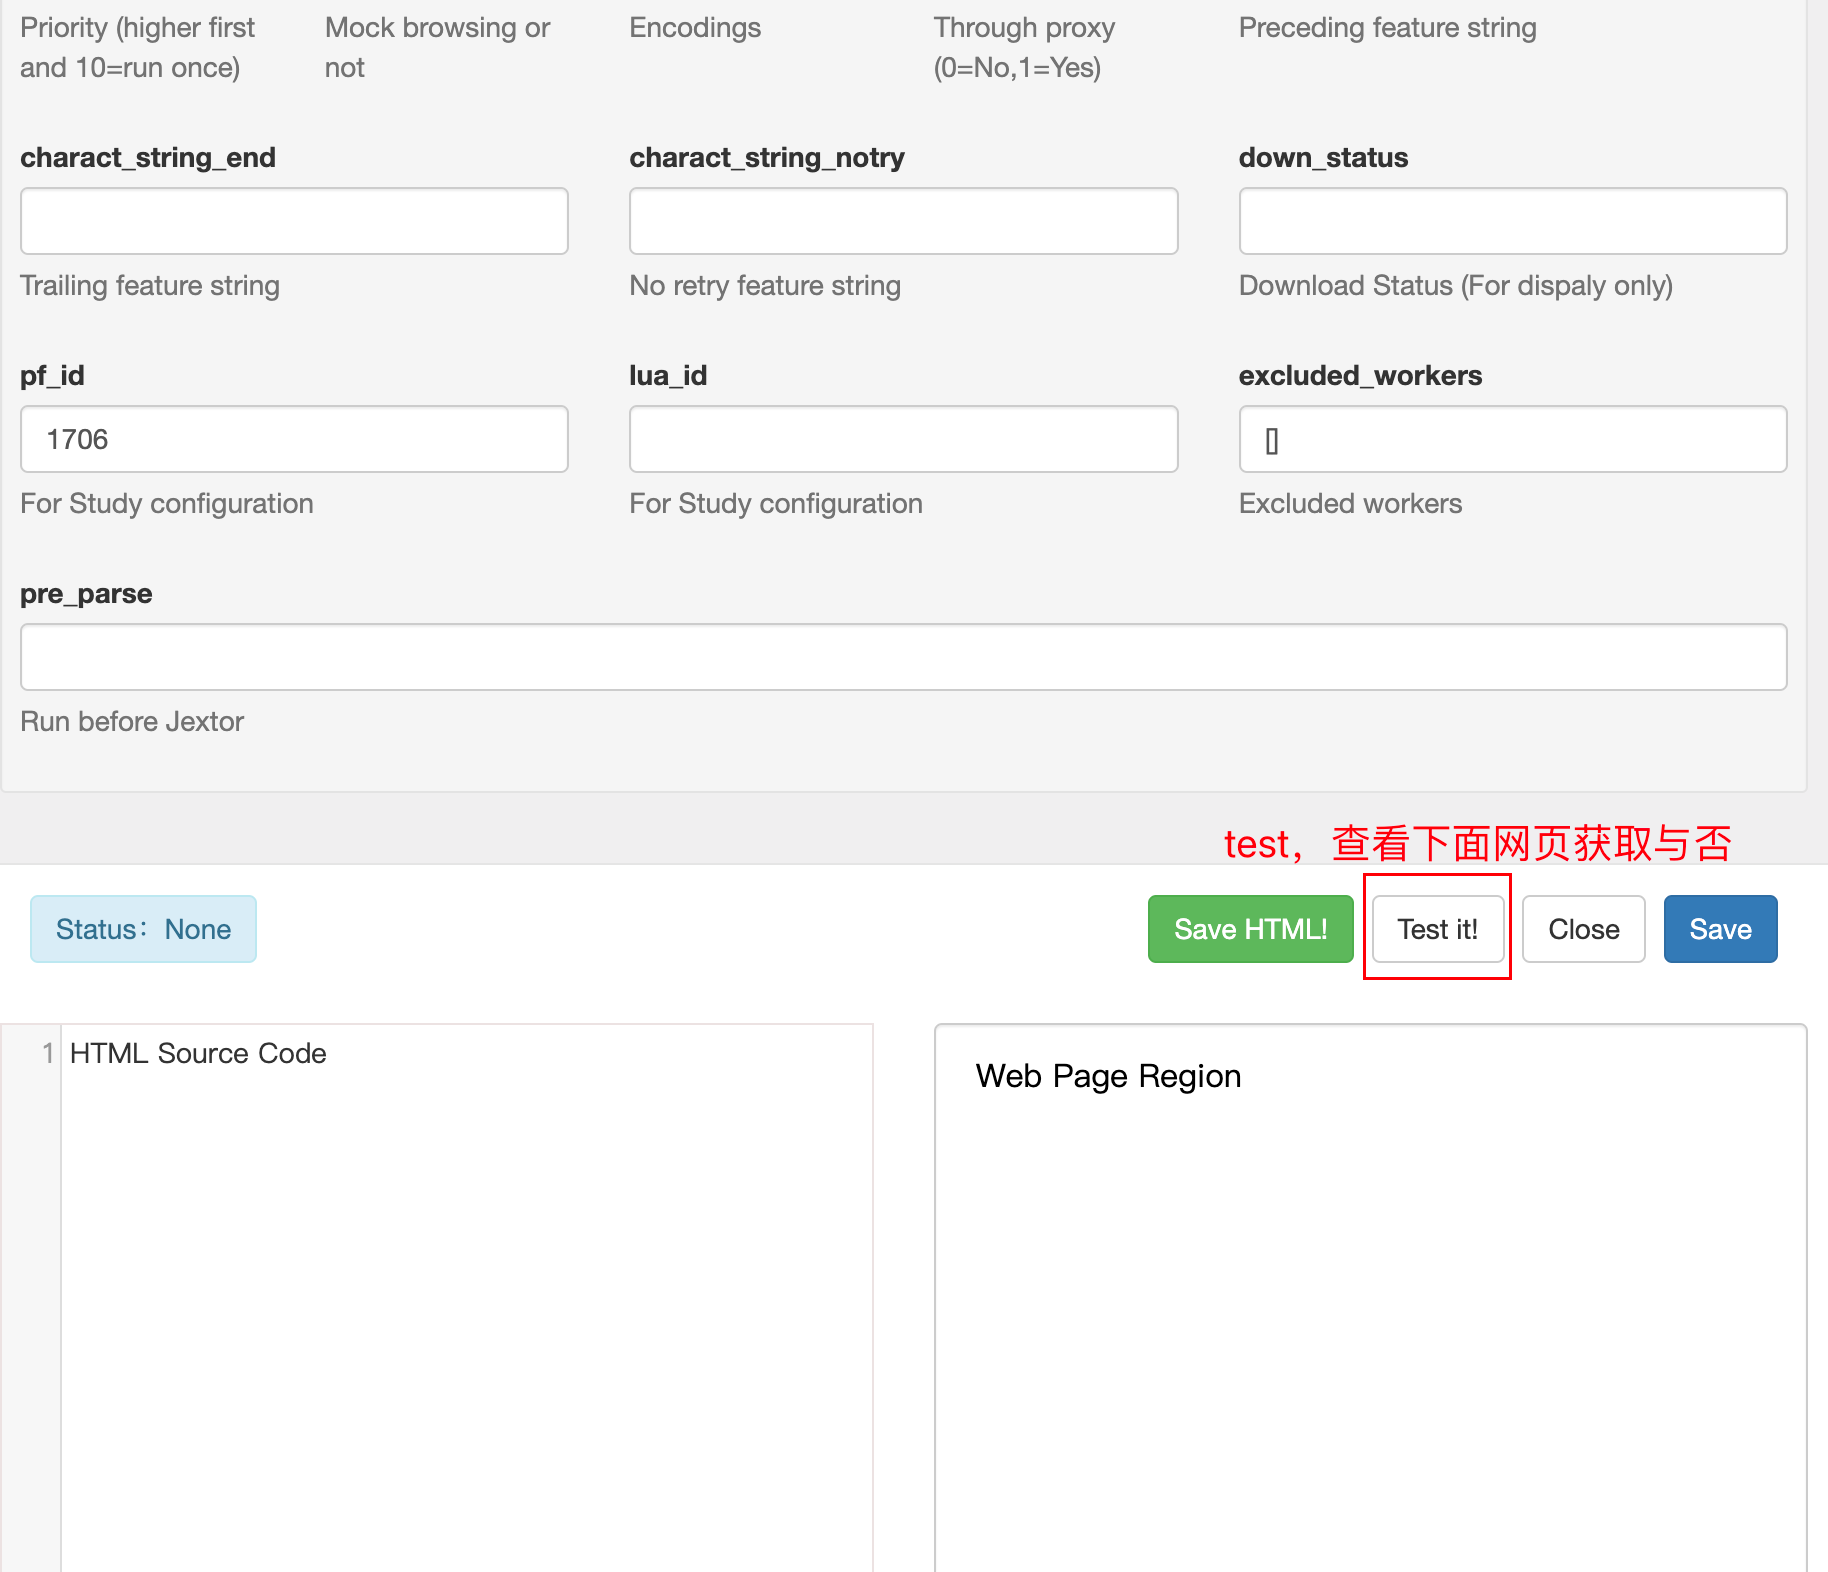 Priority (higher first
and 10=run once)
Mock browsing or
not
Encodings
Through proxy
(0=No,1=Yes)
Preceding feature string
charact_string_end
charact_string_notry
down_status
Trailing feature string
No retry feature string
Download Status (For dispaly only)
pf_id
lua_id
excluded_workers
1706
[]
For Study configuration
For Study configuration
Excluded workers
pre_parse
Run before Jextor
test，查看下面网页获取与否
Status：None
Save HTML!
Test it!
Close
Save
1 HTML Source Code
Web Page Region